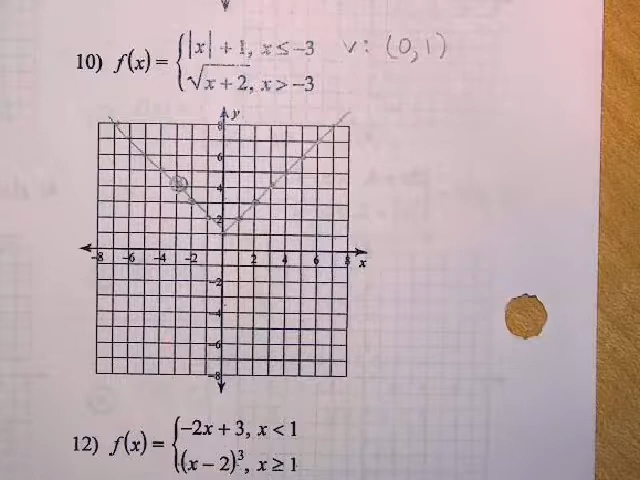 10) f(x) = { |x| + 1, x ≤ -3 v: (0,1)
√x + 2, x > -3
y
8
6
4
2
-8 -6 -4 -2 2 4 6 8 x
-2
-4
-6
-8
12) f(x) = { -2x + 3, x < 1
(x - 2)³, x ≥ 1